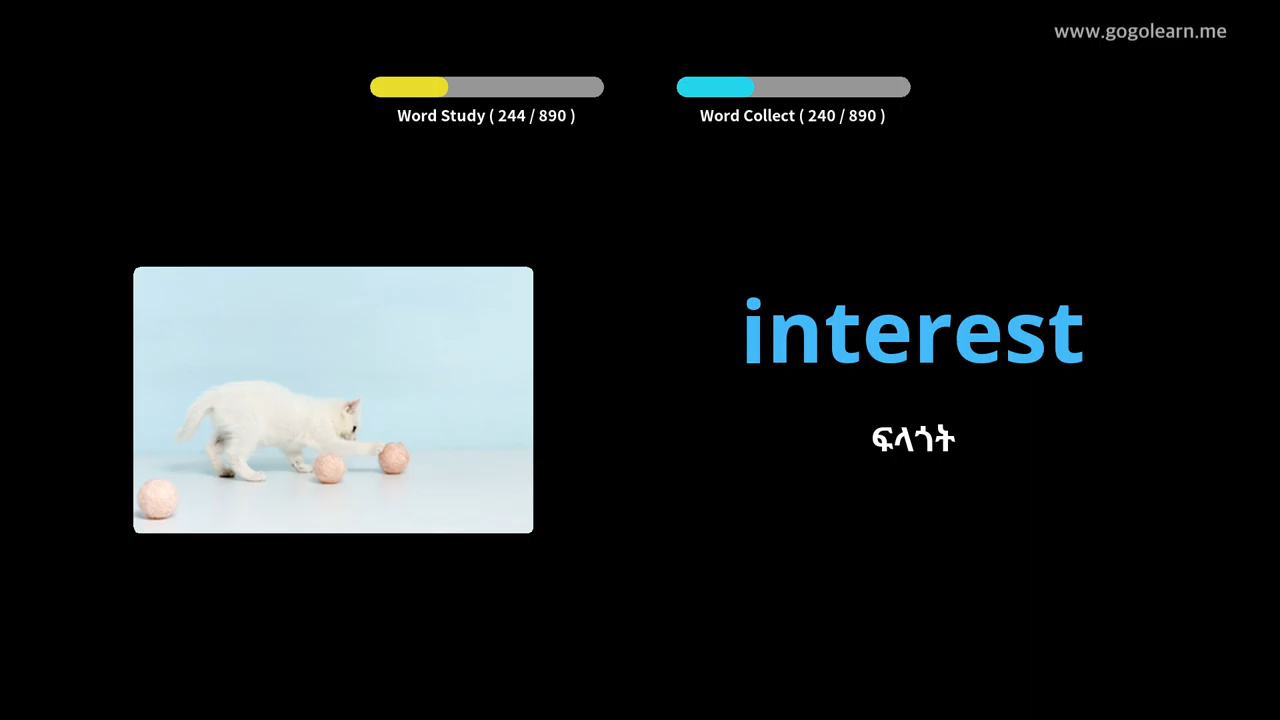 www.gogolearn.me
Word Study ( 244 / 890 )
Word Collect ( 240 / 890 )
interest
ፍላጎት